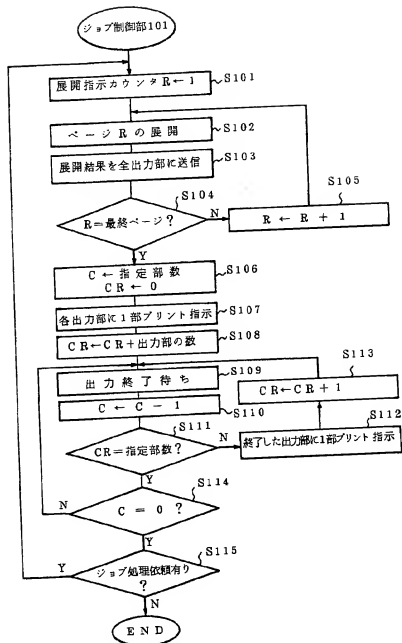 ジョブ制御部101
展開指示カウンタR←1
S101
ページRの展開
S102
展開結果を全出力部に送信
S103
R=最終ページ?
S104
N
R←R+1
S105
Y
C←指定部数
CR←0
S106
各出力部に1部プリント指示
S107
CR←CR+出力部の数
S108
出力終了待ち
S109
C←C-1
S110
CR=指定部数?
S111
N
終了した出力部に1部プリント指示
S112
CR←CR+1
S113
Y
C=0?
S114
N
Y
ジョブ処理依頼有り
?
S115
Y
N
END